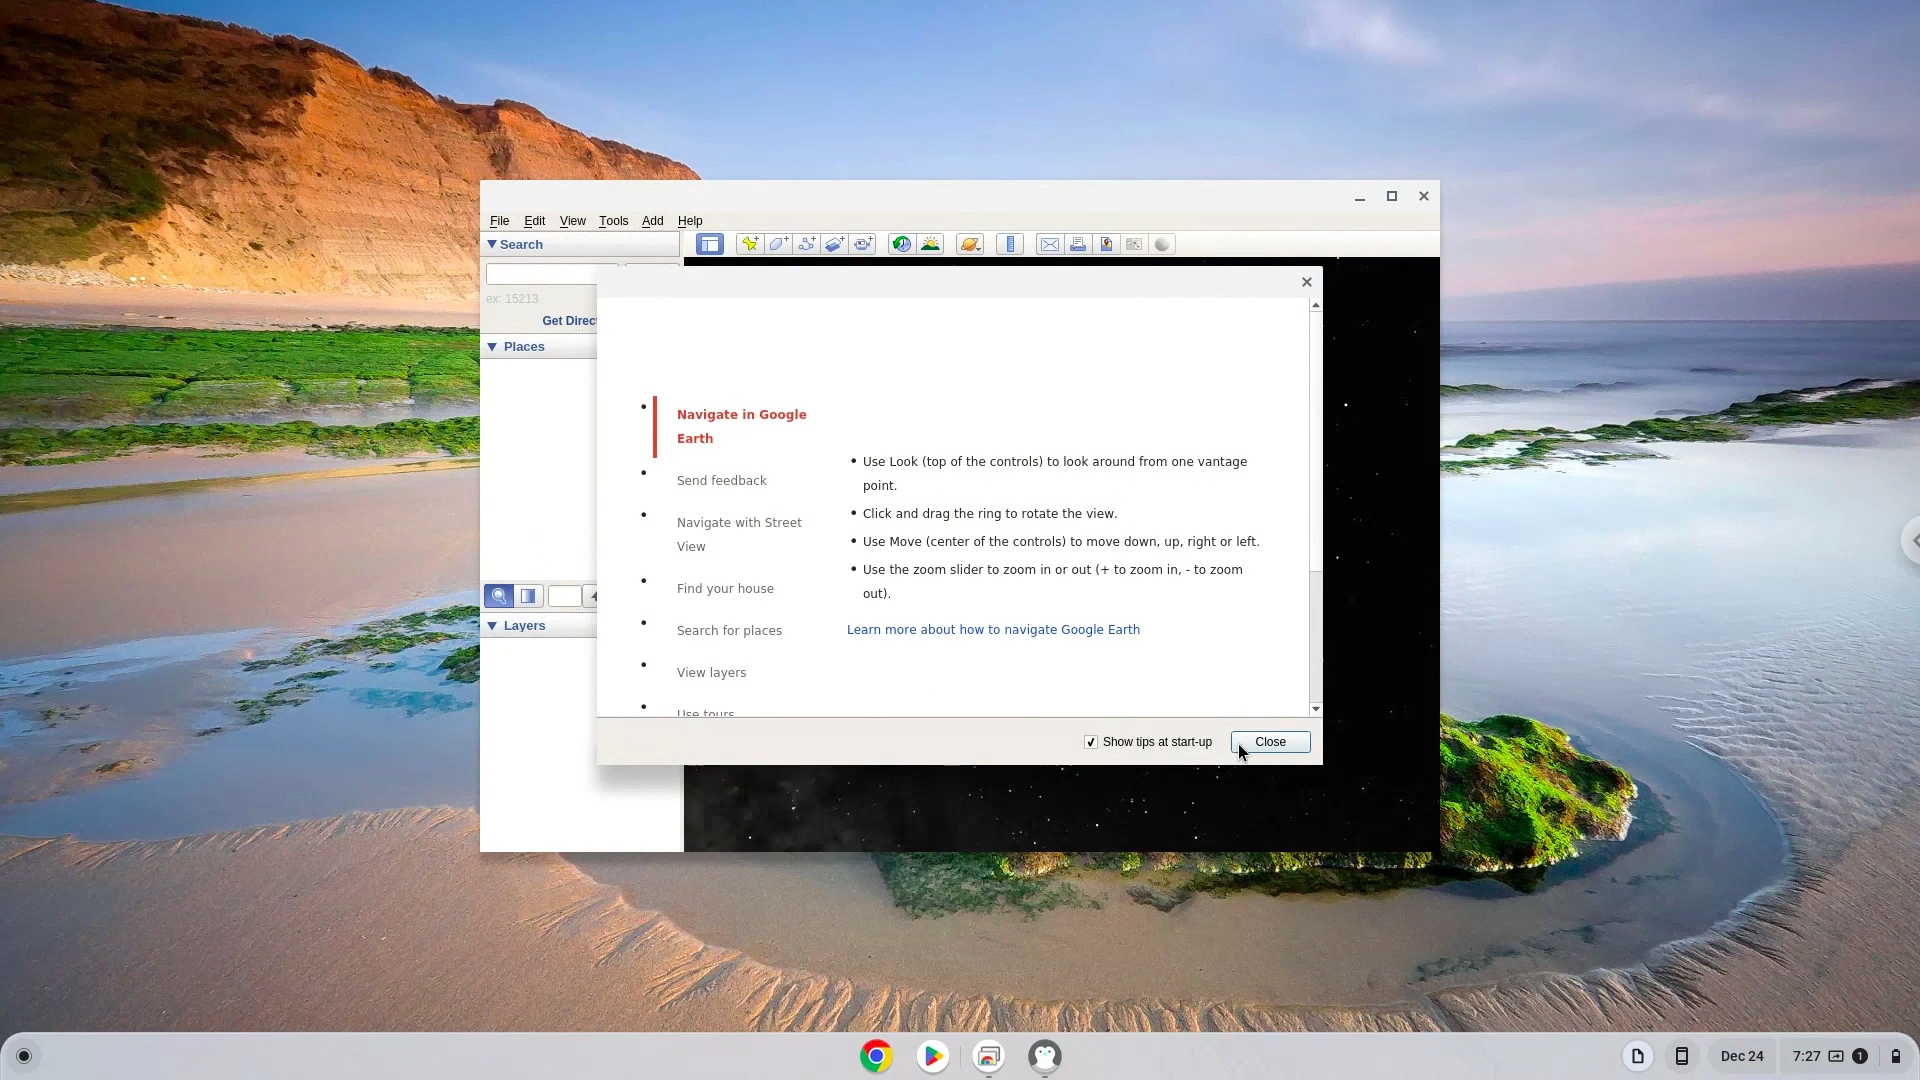 File Edit View Tools Add Help
Search
ex: 15213
Get Direc
Places
Layers
Navigate in Google
Earth
Send feedback
Navigate with Street
View
Find your house
Search for places
View layers
Use tours
• Use Look (top of the controls) to look around from one vantage
point.
• Click and drag the ring to rotate the view.
• Use Move (center of the controls) to move down, up, right or left.
• Use the zoom slider to zoom in or out (+ to zoom in, - to zoom
out).
Learn more about how to navigate Google Earth
Show tips at start-up Close
Dec 24 7:27 1